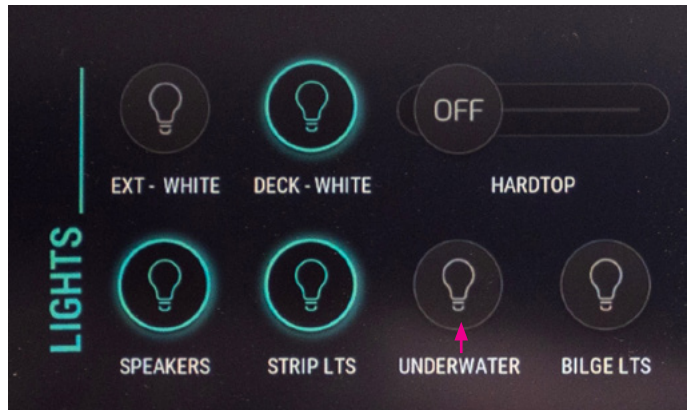 LIGHTS
EXT - WHITE
DECK - WHITE
OFF
HARDTOP
SPEAKERS
STRIP LTS
UNDERWATER
BILGE LTS